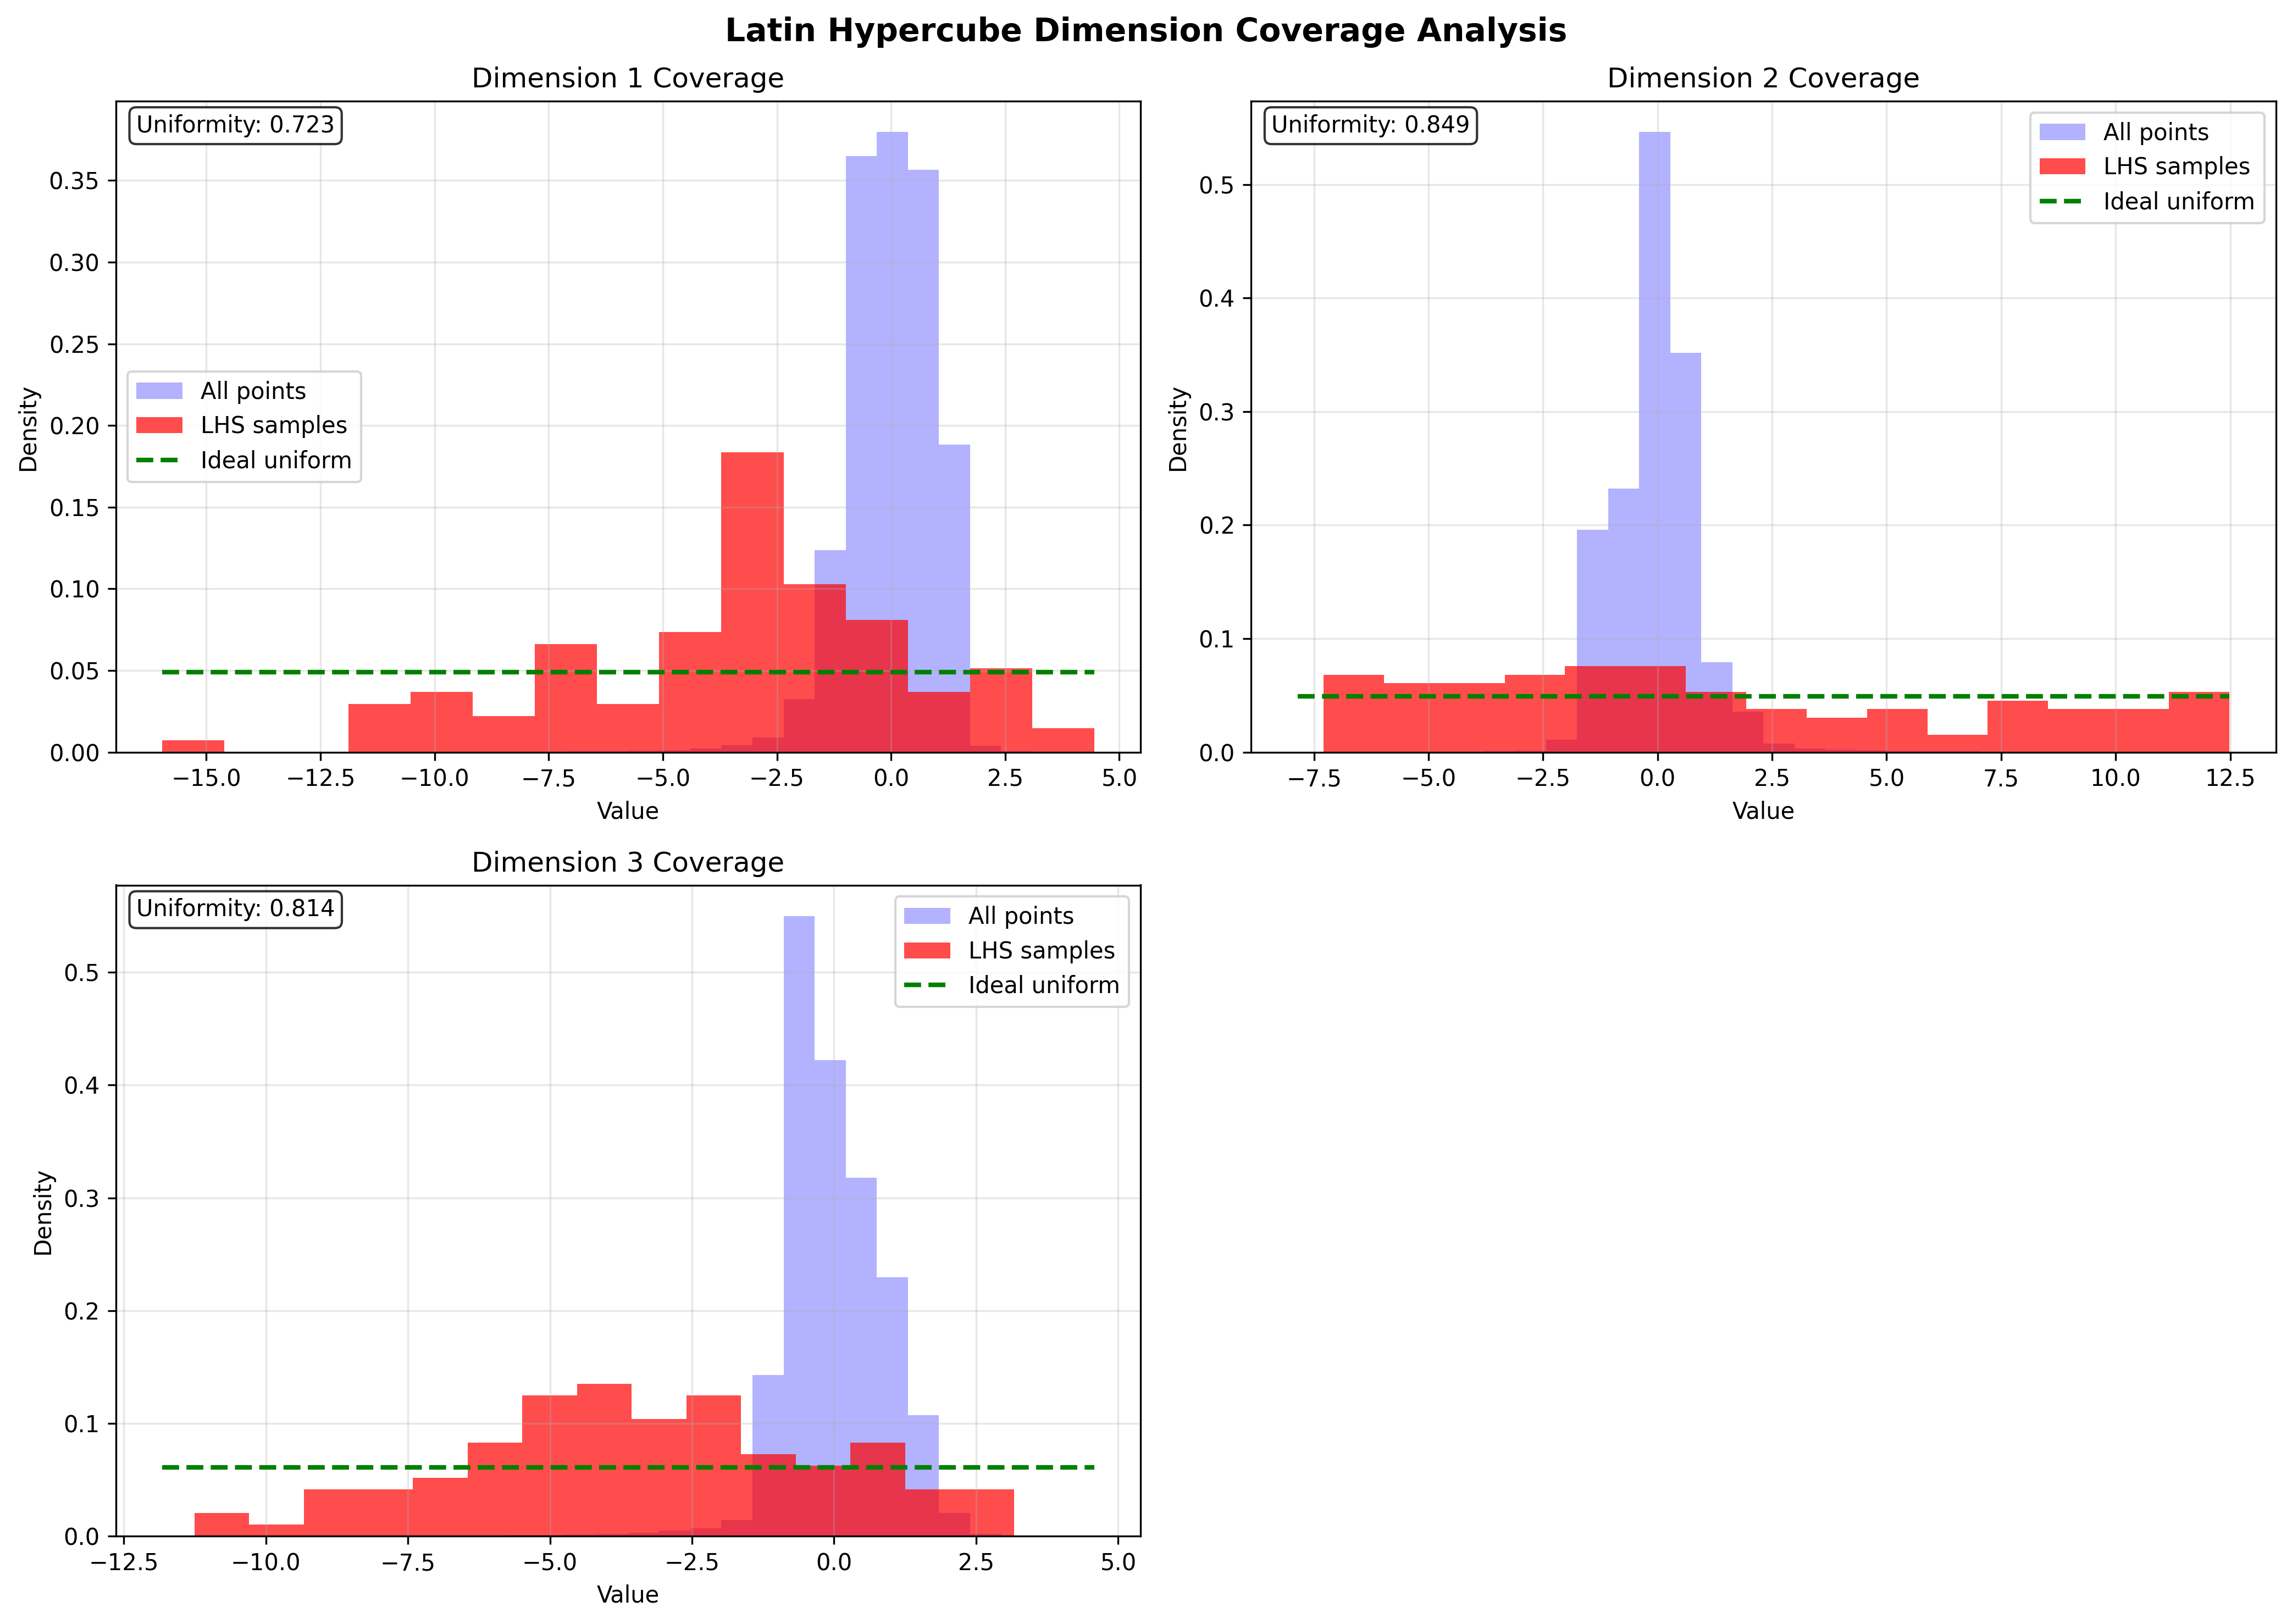 Latin Hypercube Dimension Coverage Analysis
Dimension 1 Coverage
Uniformity: 0.723
All points
LHS samples
Ideal uniform
Density
0.35
0.30
0.25
0.20
0.15
0.10
0.05
0.00
−15.0 −12.5 −10.0 −7.5 −5.0 −2.5 0.0 2.5 5.0
Value
Dimension 2 Coverage
Uniformity: 0.849
All points
LHS samples
Ideal uniform
Density
0.5
0.4
0.3
0.2
0.1
0.0
−7.5 −5.0 −2.5 0.0 2.5 5.0 7.5 10.0 12.5
Value
Dimension 3 Coverage
Uniformity: 0.814
All points
LHS samples
Ideal uniform
Density
0.5
0.4
0.3
0.2
0.1
0.0
−12.5 −10.0 −7.5 −5.0 −2.5 0.0 2.5 5.0
Value